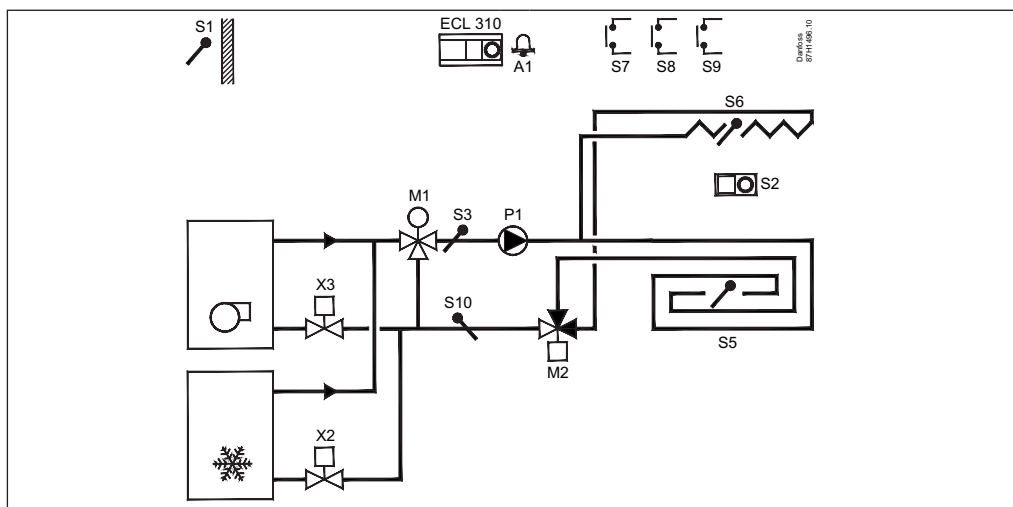 S1
ECL 310
A1
S7
S8
S9
Danfoss
87H1496.10
S6
S2
M1
S3
P1
X3
S10
S5
M2
X2